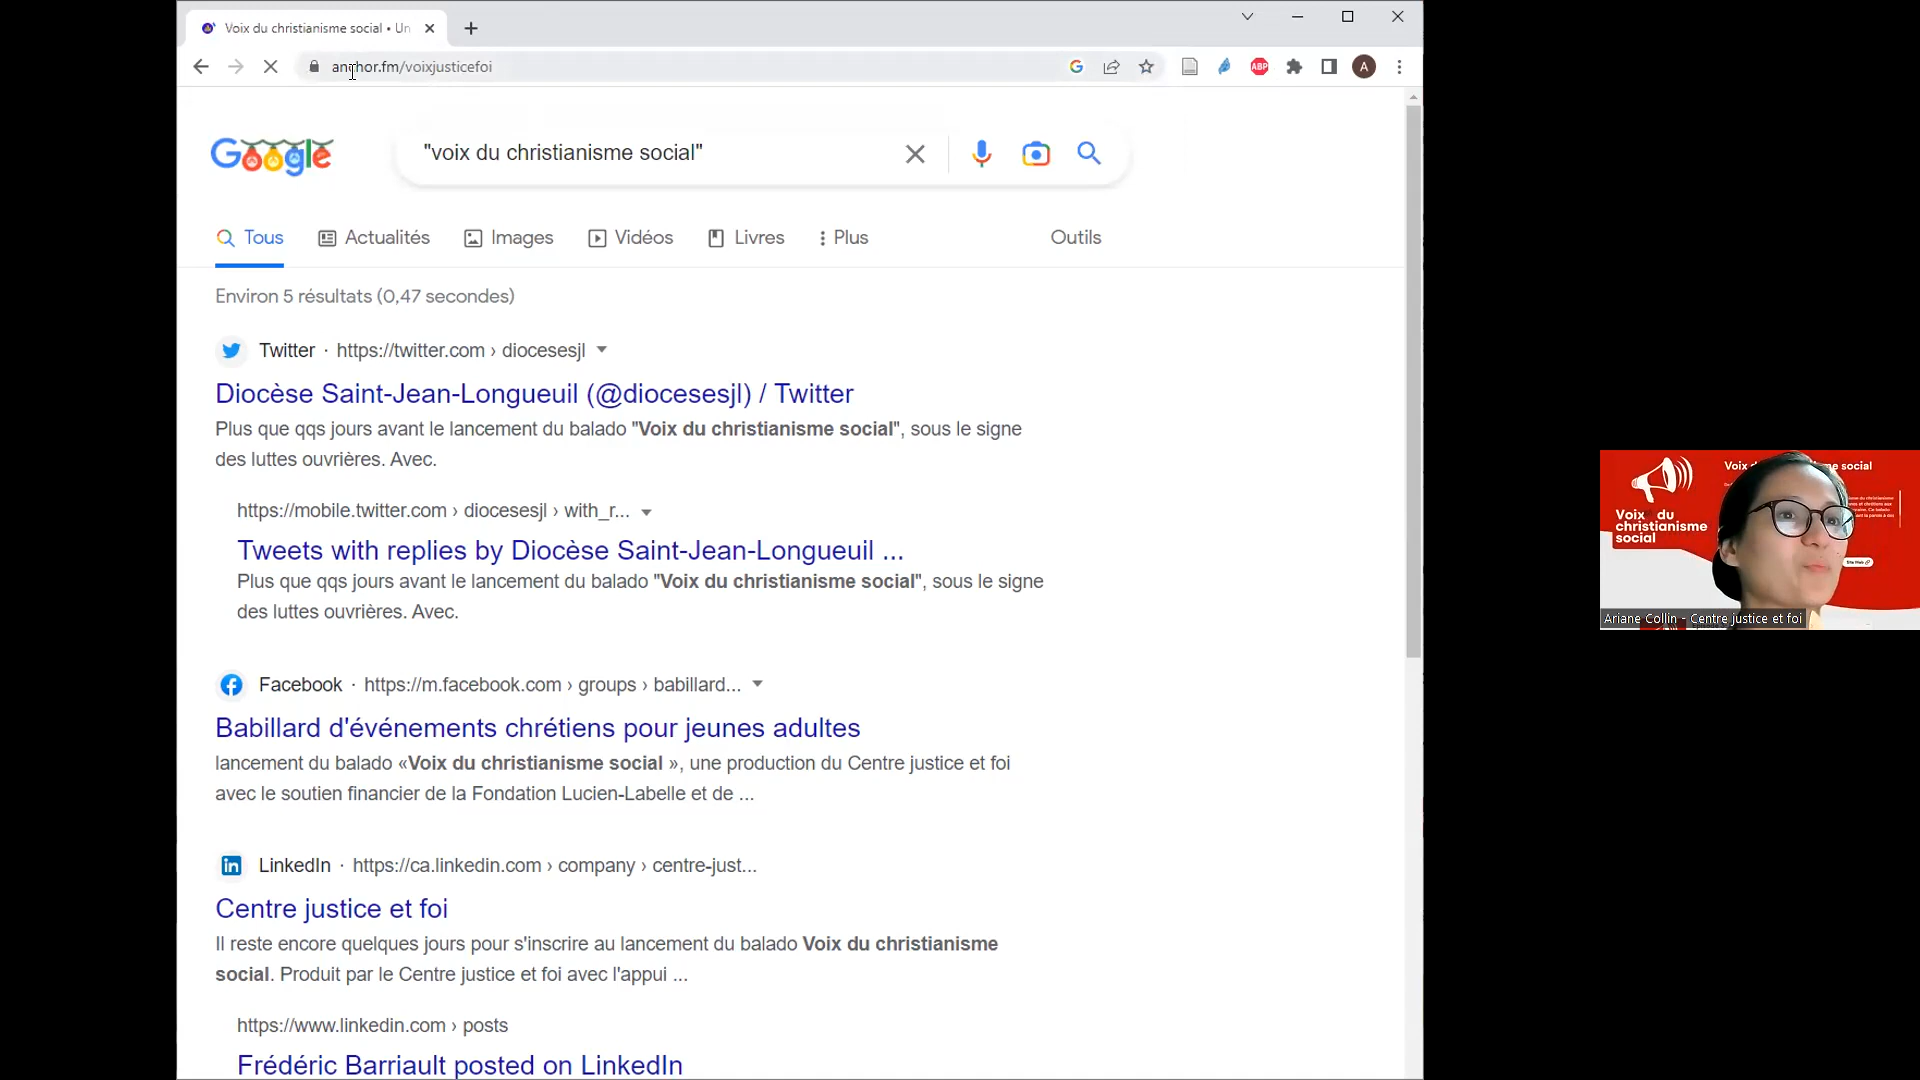 Voix du christianisme social • Un
anchor.fm/voixjusticefoi
ABP
A
Google
"voix du christianisme social"
Tous
Actualités
Images
Vidéos
Livres
Plus
Outils
Environ 5 résultats (0,47 secondes)
Twitter · https://twitter.com › diocesesjl
Diocèse Saint-Jean-Longueuil (@diocesesjl) / Twitter
Plus que qqs jours avant le lancement du balado "Voix du christianisme social", sous le signe
des luttes ouvrières. Avec.
https://mobile.twitter.com › diocesesjl › with_r...
Tweets with replies by Diocèse Saint-Jean-Longueuil ...
Plus que qqs jours avant le lancement du balado "Voix du christianisme social", sous le signe
des luttes ouvrières. Avec.
Facebook · https://m.facebook.com › groups › babillard...
Babillard d'événements chrétiens pour jeunes adultes
lancement du balado «Voix du christianisme social », une production du Centre justice et foi
avec le soutien financier de la Fondation Lucien-Labelle et de ...
in
LinkedIn · https://ca.linkedin.com › company › centre-just...
Centre justice et foi
Il reste encore quelques jours pour s'inscrire au lancement du balado Voix du christianisme
social. Produit par le Centre justice et foi avec l'appui ...
https://www.linkedin.com › posts
Frédéric Barriault posted on LinkedIn
Voix du
christianisme
social
Voix
social
Site Web
Ariane Collin - Centre justice et foi